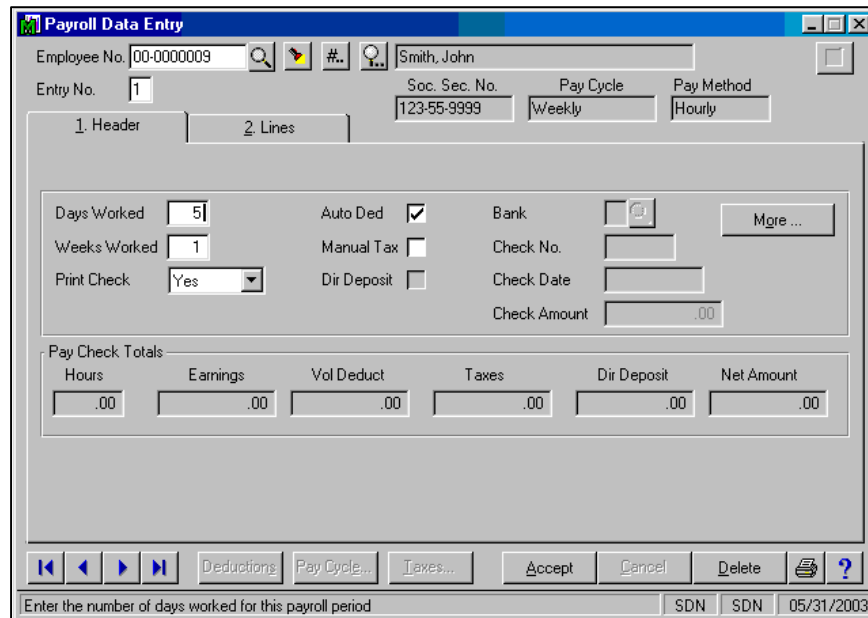 Payroll Data Entry
Employee No. 00-0000009 #.. Smith, John
Entry No. 1
Soc. Sec. No. Pay Cycle Pay Method
123-55-9999 Weekly Hourly
1. Header 2. Lines
Days Worked 5 Auto Ded Bank More ...
Weeks Worked 1 Manual Tax Check No.
Print Check Yes Dir Deposit Check Date
Check Amount .00
Pay Check Totals
Hours Earnings Vol Deduct Taxes Dir Deposit Net Amount
.00 .00 .00 .00 .00 .00
Deductions Pay Cycle... Taxes... Accept Cancel Delete ?
Enter the number of days worked for this payroll period SDN SDN 05/31/2003